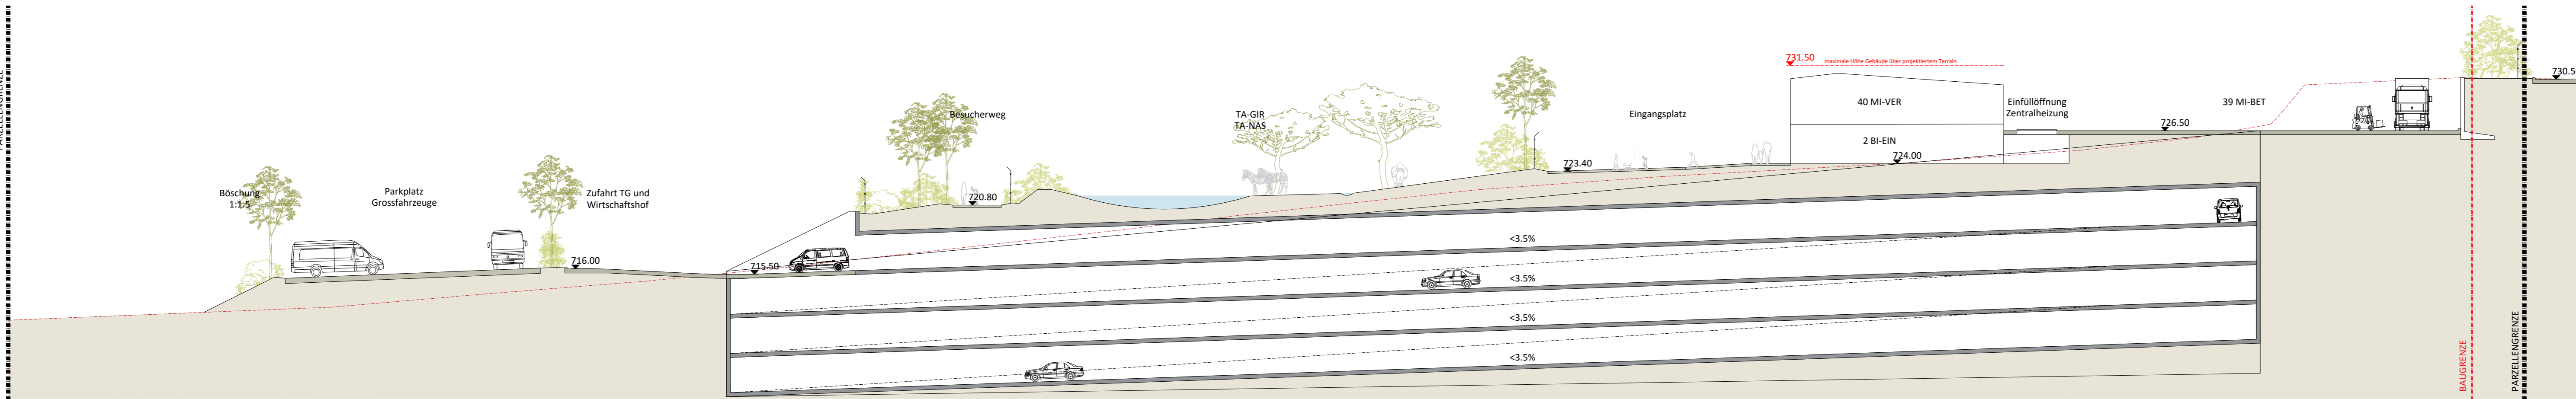 PARZELLENGRENZE
Böschung
1:1.5
Parkplatz
Grossfahrzeuge
716.00
Zufahrt TG und
Wirtschaftshof
715.50
Besucherweg
720.80
TA-GIR
TA-NAS
<3.5%
<3.5%
<3.5%
<3.5%
723.40
Eingangsplatz
731.50
maximale Höhe Gebäude über projektiertem Terrain
40 MI-VER
2 BI-EIN
724.00
Einfüllöffnung
Zentralheizung
726.50
39 MI-BET
BAUGRENZE
PARZELLENGRENZE
730.5